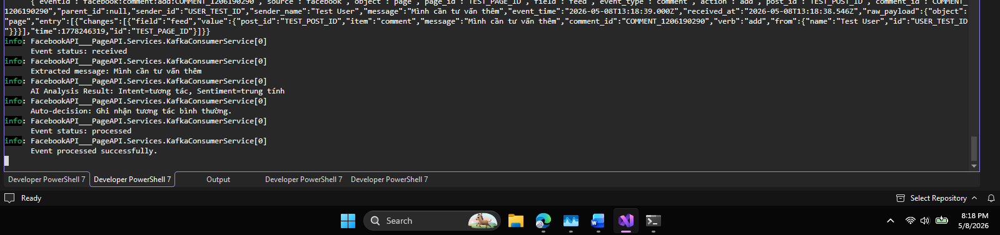 {"eventId":"facebook:comment:add:COMMENT_1206190290","source":"facebook","object":"page","page_id":"TEST_PAGE_ID","field":"feed","event_type":"comment","action":"add","post_id":"TEST_POST_ID","comment_id":"COMMENT_
1206190290","parent_id":null,"sender_id":"USER_TEST_ID","sender_name":"Test User","message":"Mình cần tư vấn thêm","event_time":"2026-05-08T13:18:39.000Z","received_at":"2026-05-08T13:18:38.546Z","raw_payload":{"object":
"page","entry":[{"changes":[{"field":"feed","value":{"post_id":"TEST_POST_ID","item":"comment","message":"Mình cần tư vấn thêm","comment_id":"COMMENT_1206190290","verb":"add","from":{"name":"Test User","id":"USER_TEST_ID
"}}}],"time":1778246319,"id":"TEST_PAGE_ID"}]}}
info: FacebookAPI___PageAPI.Services.KafkaConsumerService[0]
Event status: received
info: FacebookAPI___PageAPI.Services.KafkaConsumerService[0]
Extracted message: Mình cần tư vấn thêm
info: FacebookAPI___PageAPI.Services.KafkaConsumerService[0]
AI Analysis Result: Intent=tương tác, Sentiment=trung tính
info: FacebookAPI___PageAPI.Services.KafkaConsumerService[0]
Auto-decision: Ghi nhận tương tác bình thường.
info: FacebookAPI___PageAPI.Services.KafkaConsumerService[0]
Event status: processed
info: FacebookAPI___PageAPI.Services.KafkaConsumerService[0]
Event processed successfully.
Developer PowerShell 7 Developer PowerShell 7 Output Developer PowerShell 7 Developer PowerShell 7
Ready Select Repository
Search
8:18 PM
5/8/2026